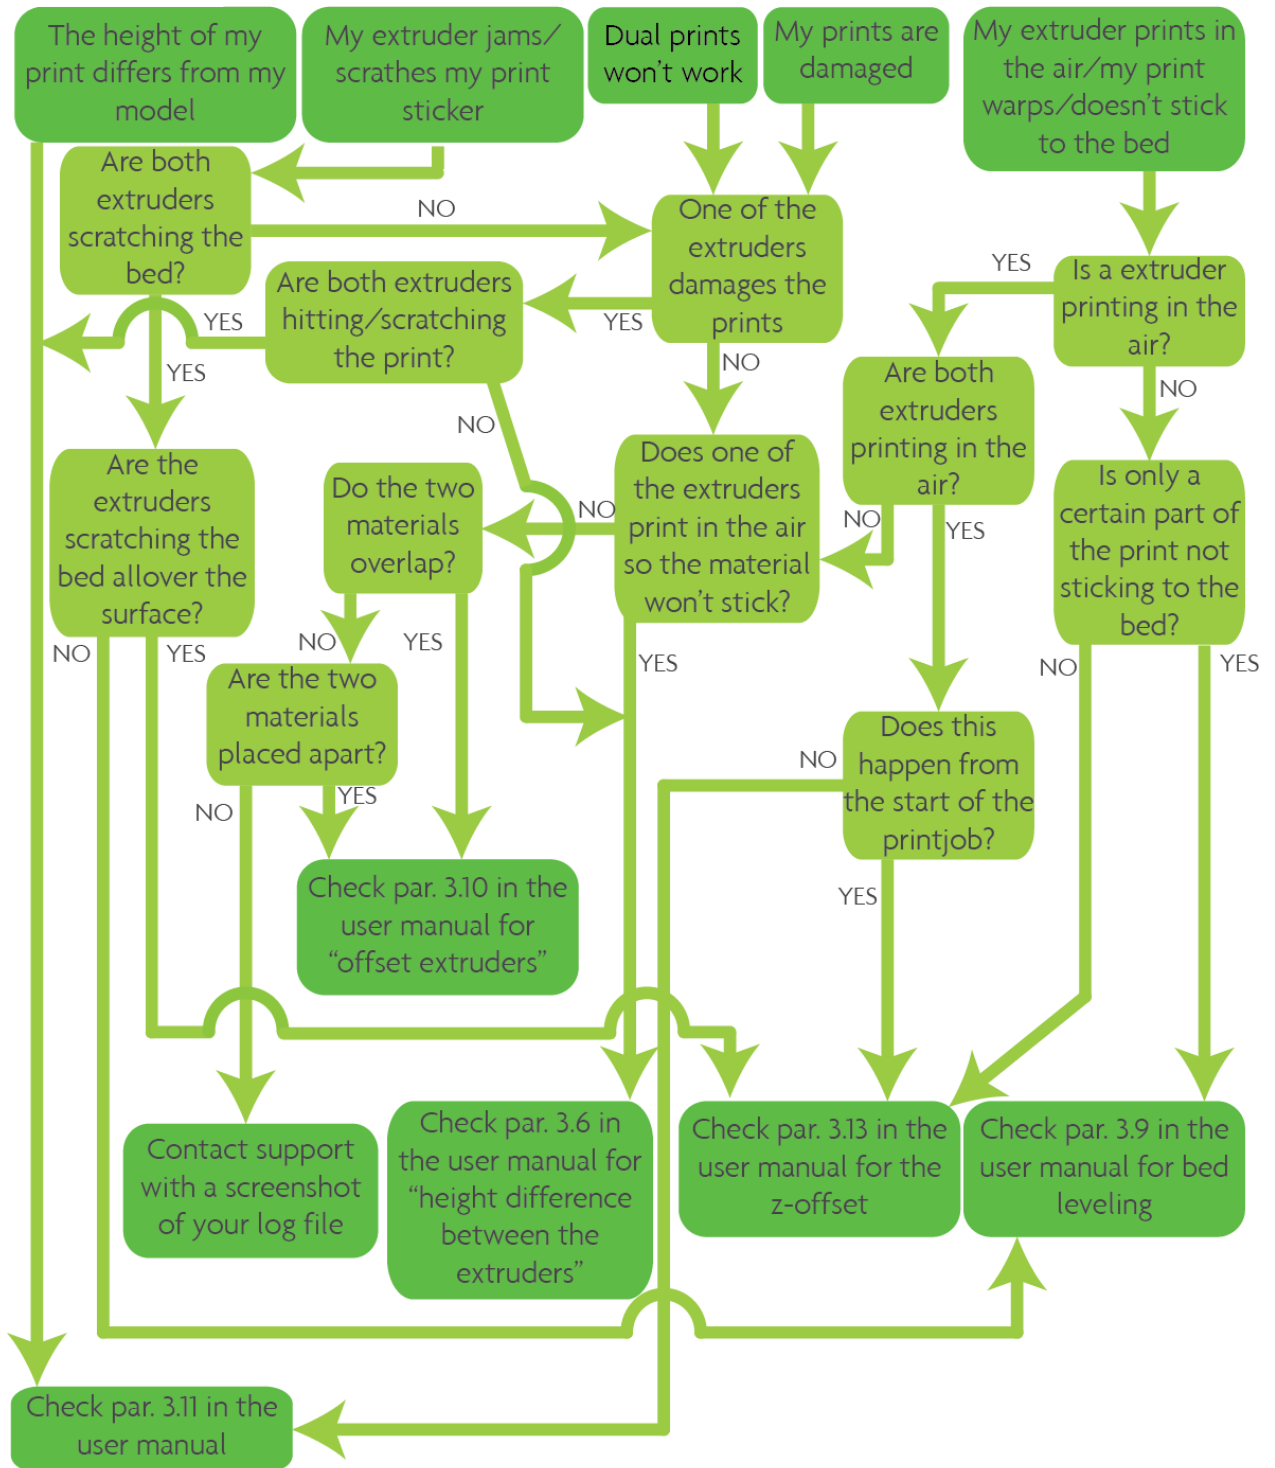 The height of my
print differs from my
model
My extruder jams/
scrathes my print
sticker
Dual prints
won't work
My prints are
damaged
My extruder prints in
the air/my print
warps/doesn't stick
to the bed
Are both
extruders
scratching the
bed?
NO
One of the
extruders
damages the
prints
YES
Is a extruder
printing in the
air?
Are both extruders
hitting/scratching
the print?
YES
YES
YES
NO
NO
NO
Are both
extruders
printing in the
air?
Are the
extruders
scratching the
bed allover the
surface?
Do the two
materials
overlap?
NO
Does one of
the extruders
print in the air
so the material
won't stick?
NO
YES
Is only a
certain part of
the print not
sticking to the
bed?
NO
YES
NO
YES
YES
NO
YES
Are the two
materials
placed apart?
NO
YES
Does this
happen from
the start of the
printjob?
NO
YES
Check par. 3.10 in the
user manual for
“offset extruders”
Contact support
with a screenshot
of your log file
Check par. 3.6 in
the user manual for
“height difference
between the
extruders”
Check par. 3.13 in the
user manual for the
z-offset
Check par. 3.9 in the
user manual for bed
leveling
Check par. 3.11 in the
user manual